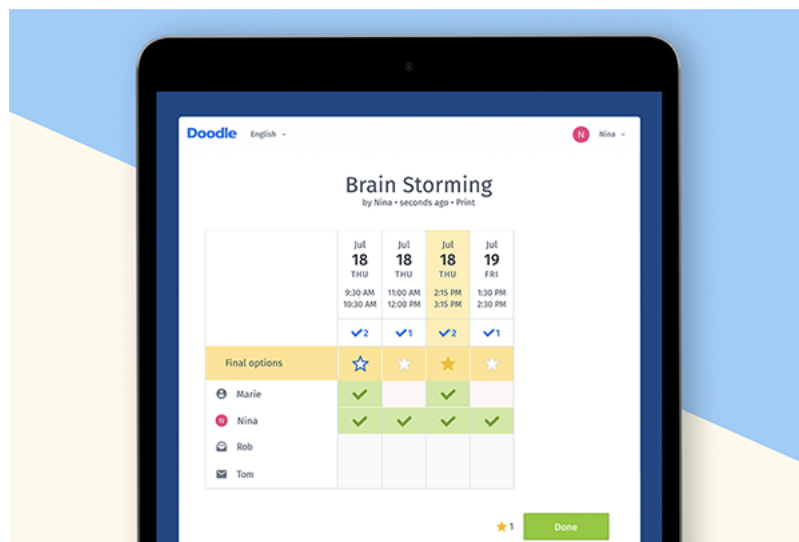 Doodle English N Nina
Brain Storming
by Nina • seconds ago • Print
Jul Jul Jul Jul
18 18 18 19
THU THU THU FRI
9:30 AM 11:00 AM 2:15 PM 1:30 PM
10:30 AM 12:00 PM 3:15 PM 2:30 PM
2 1 2 1
Final options
Marie
N Nina
Rob
Tom
1 Done